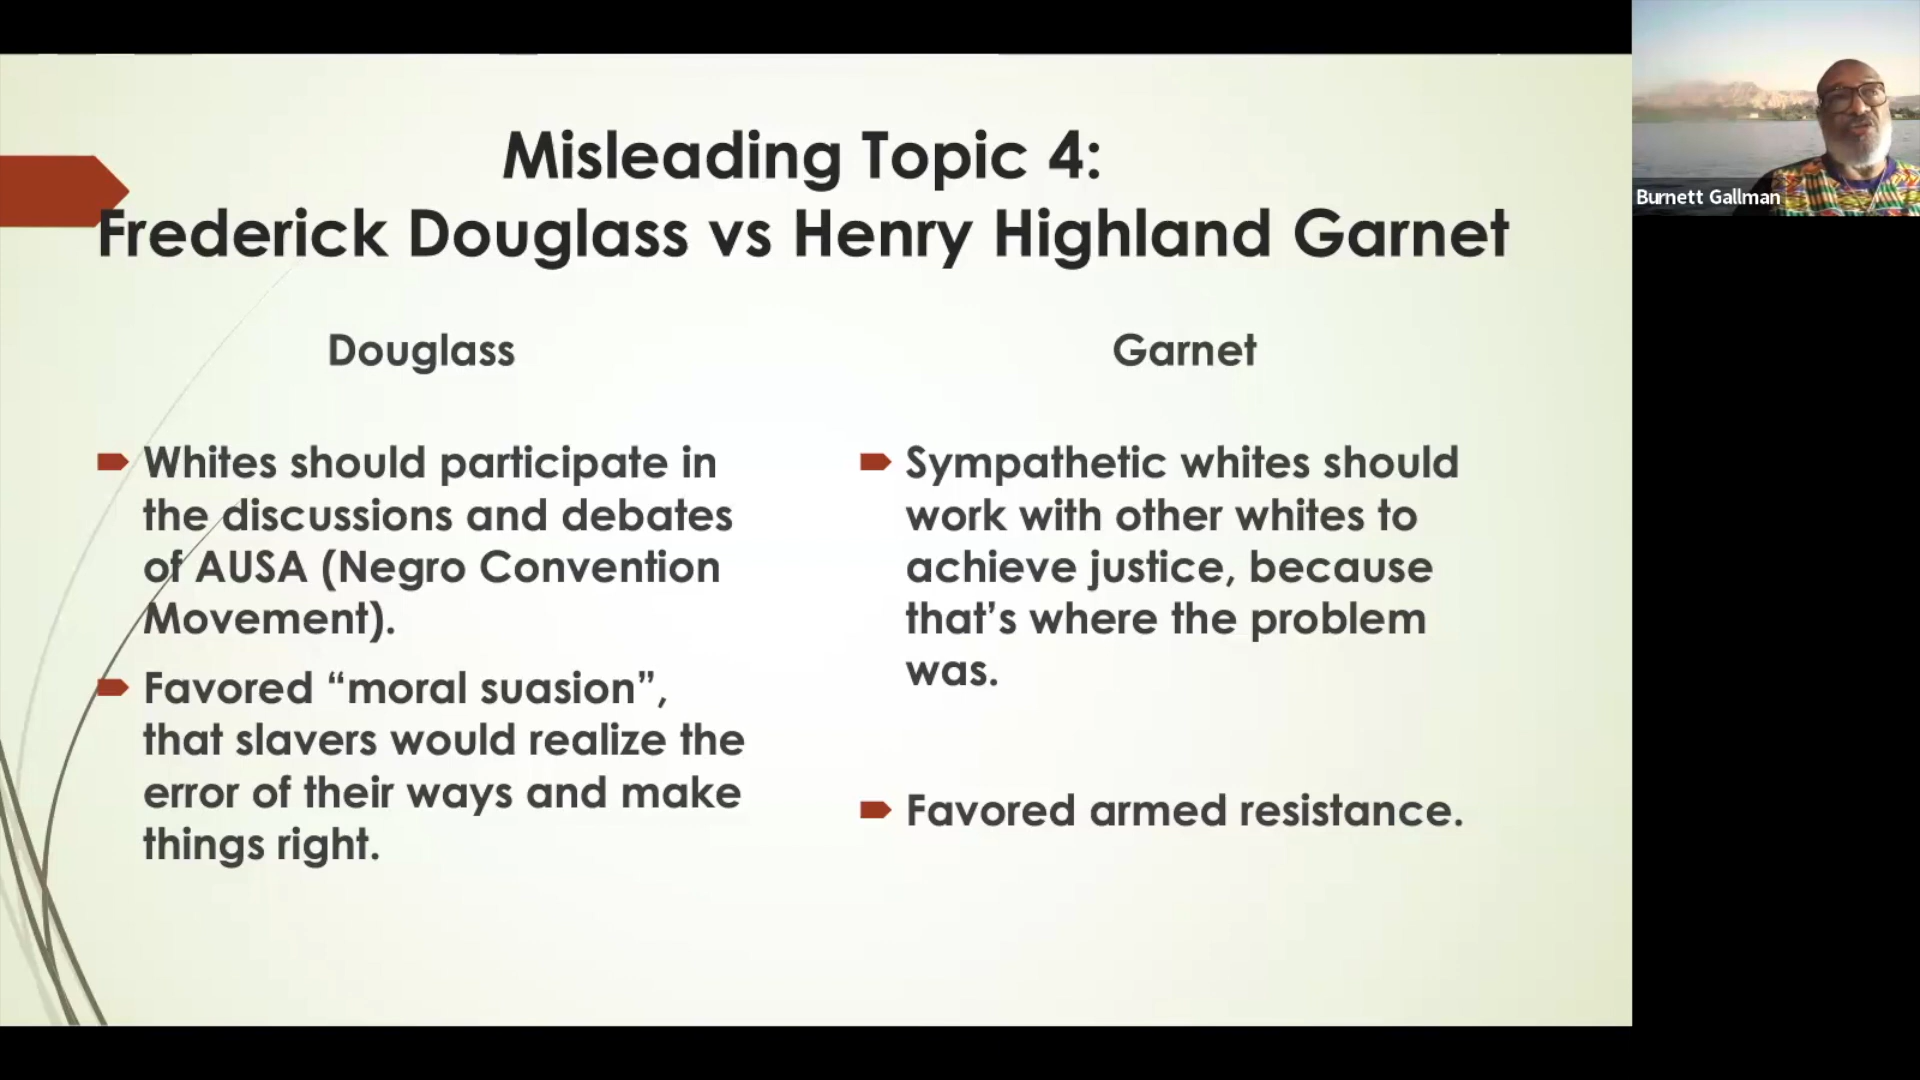 Misleading Topic 4:
Frederick Douglass vs Henry Highland Garnet
Douglass
Whites should participate in
the discussions and debates
of AUSA (Negro Convention
Movement).
Favored “moral suasion”,
that slavers would realize the
error of their ways and make
things right.
Garnet
Sympathetic whites should
work with other whites to
achieve justice, because
that’s where the problem
was.
Favored armed resistance.
Burnett Gallman